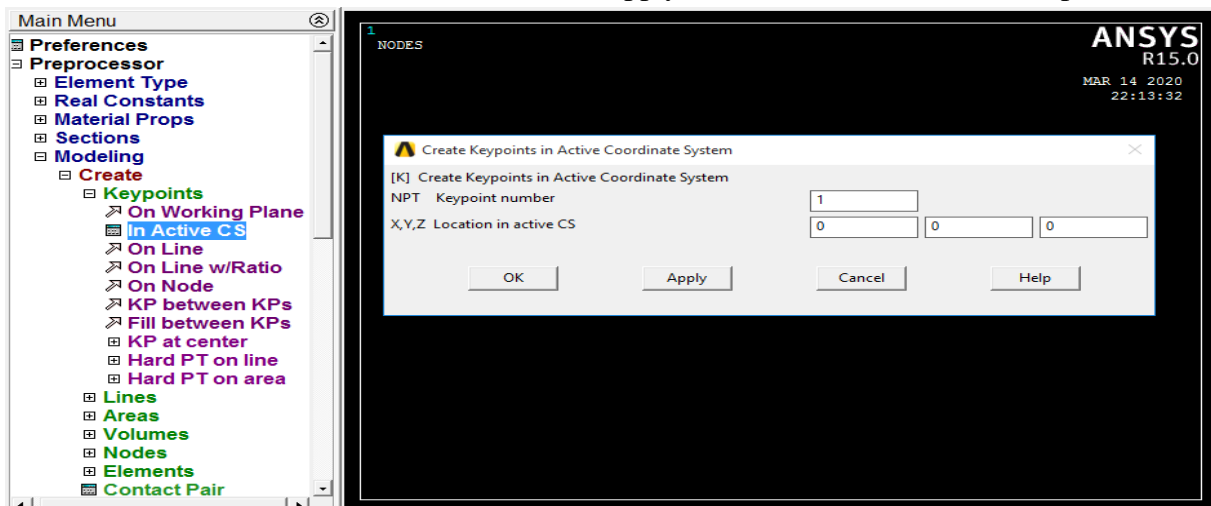 Main Menu
Preferences
Preprocessor
Element Type
Real Constants
Material Props
Sections
Modeling
Create
Keypoints
On Working Plane
In Active CS
On Line
On Line w/Ratio
On Node
KP between KPs
Fill between KPs
KP at center
Hard PT on line
Hard PT on area
Lines
Areas
Volumes
Nodes
Elements
Contact Pair
1
NODES
ANSYS
R15.0
MAR 14 2020
22:13:32
Create Keypoints in Active Coordinate System
[K] Create Keypoints in Active Coordinate System
NPT Keypoint number 1
X,Y,Z Location in active CS 0 0 0
OK Apply Cancel Help